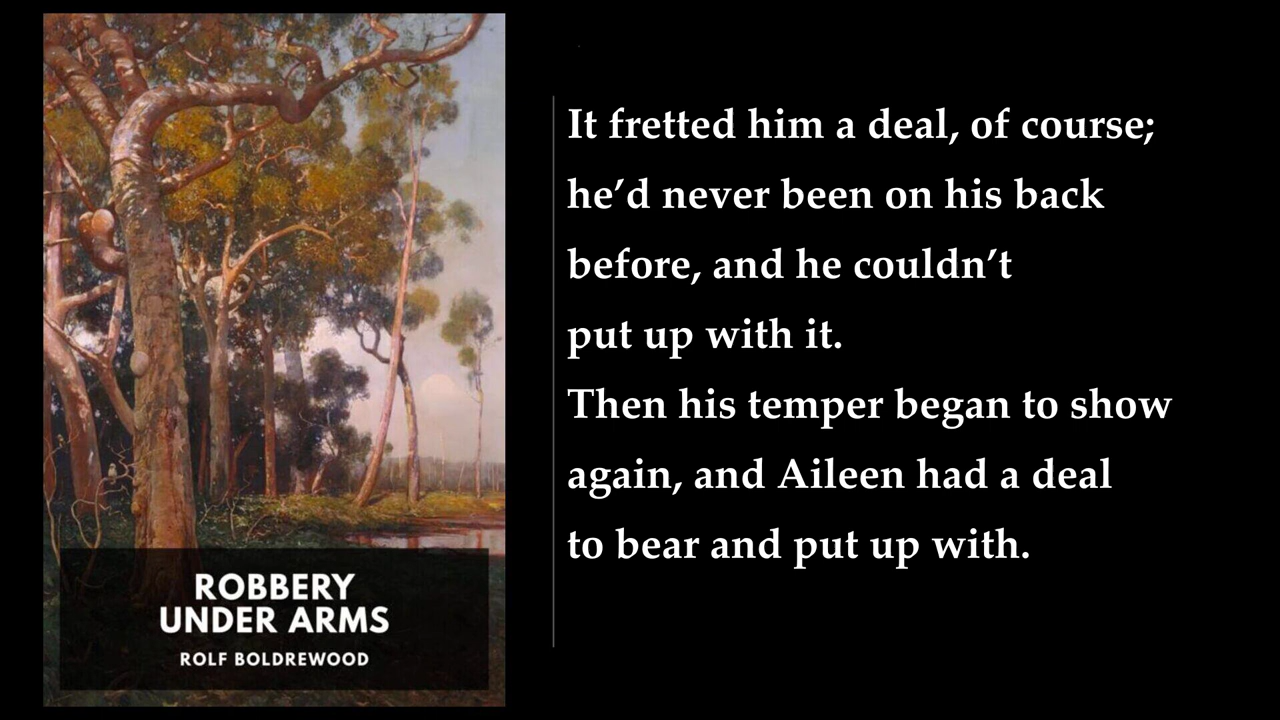 It fretted him a deal, of course;
he’d never been on his back
before, and he couldn’t
put up with it.
Then his temper began to show
again, and Aileen had a deal
to bear and put up with.
ROBBERY
UNDER ARMS
ROLF BOLDREWOOD